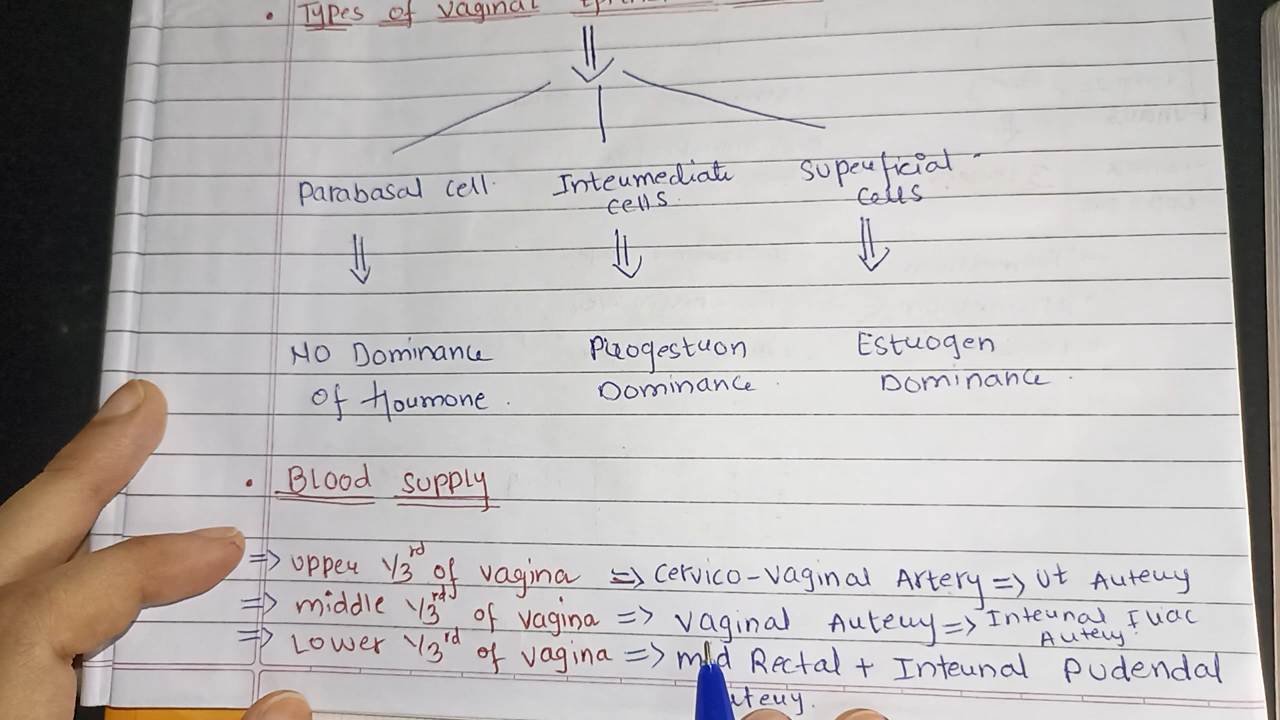 • Types of vaginal
Parabasal cell. Intermediate cells. Superficial cells
NO Dominance Progestron Estrogen
of Hormone. Dominance. Dominance.
• Blood supply
=> upper 1/3rd of vagina => cervico-vaginal Artery => Ut Artery
=> middle 1/3rd of vagina => vaginal Artery => Internal Iliac Artery.
=> Lower 1/3rd of vagina => mid Rectal + Internal Pudendal